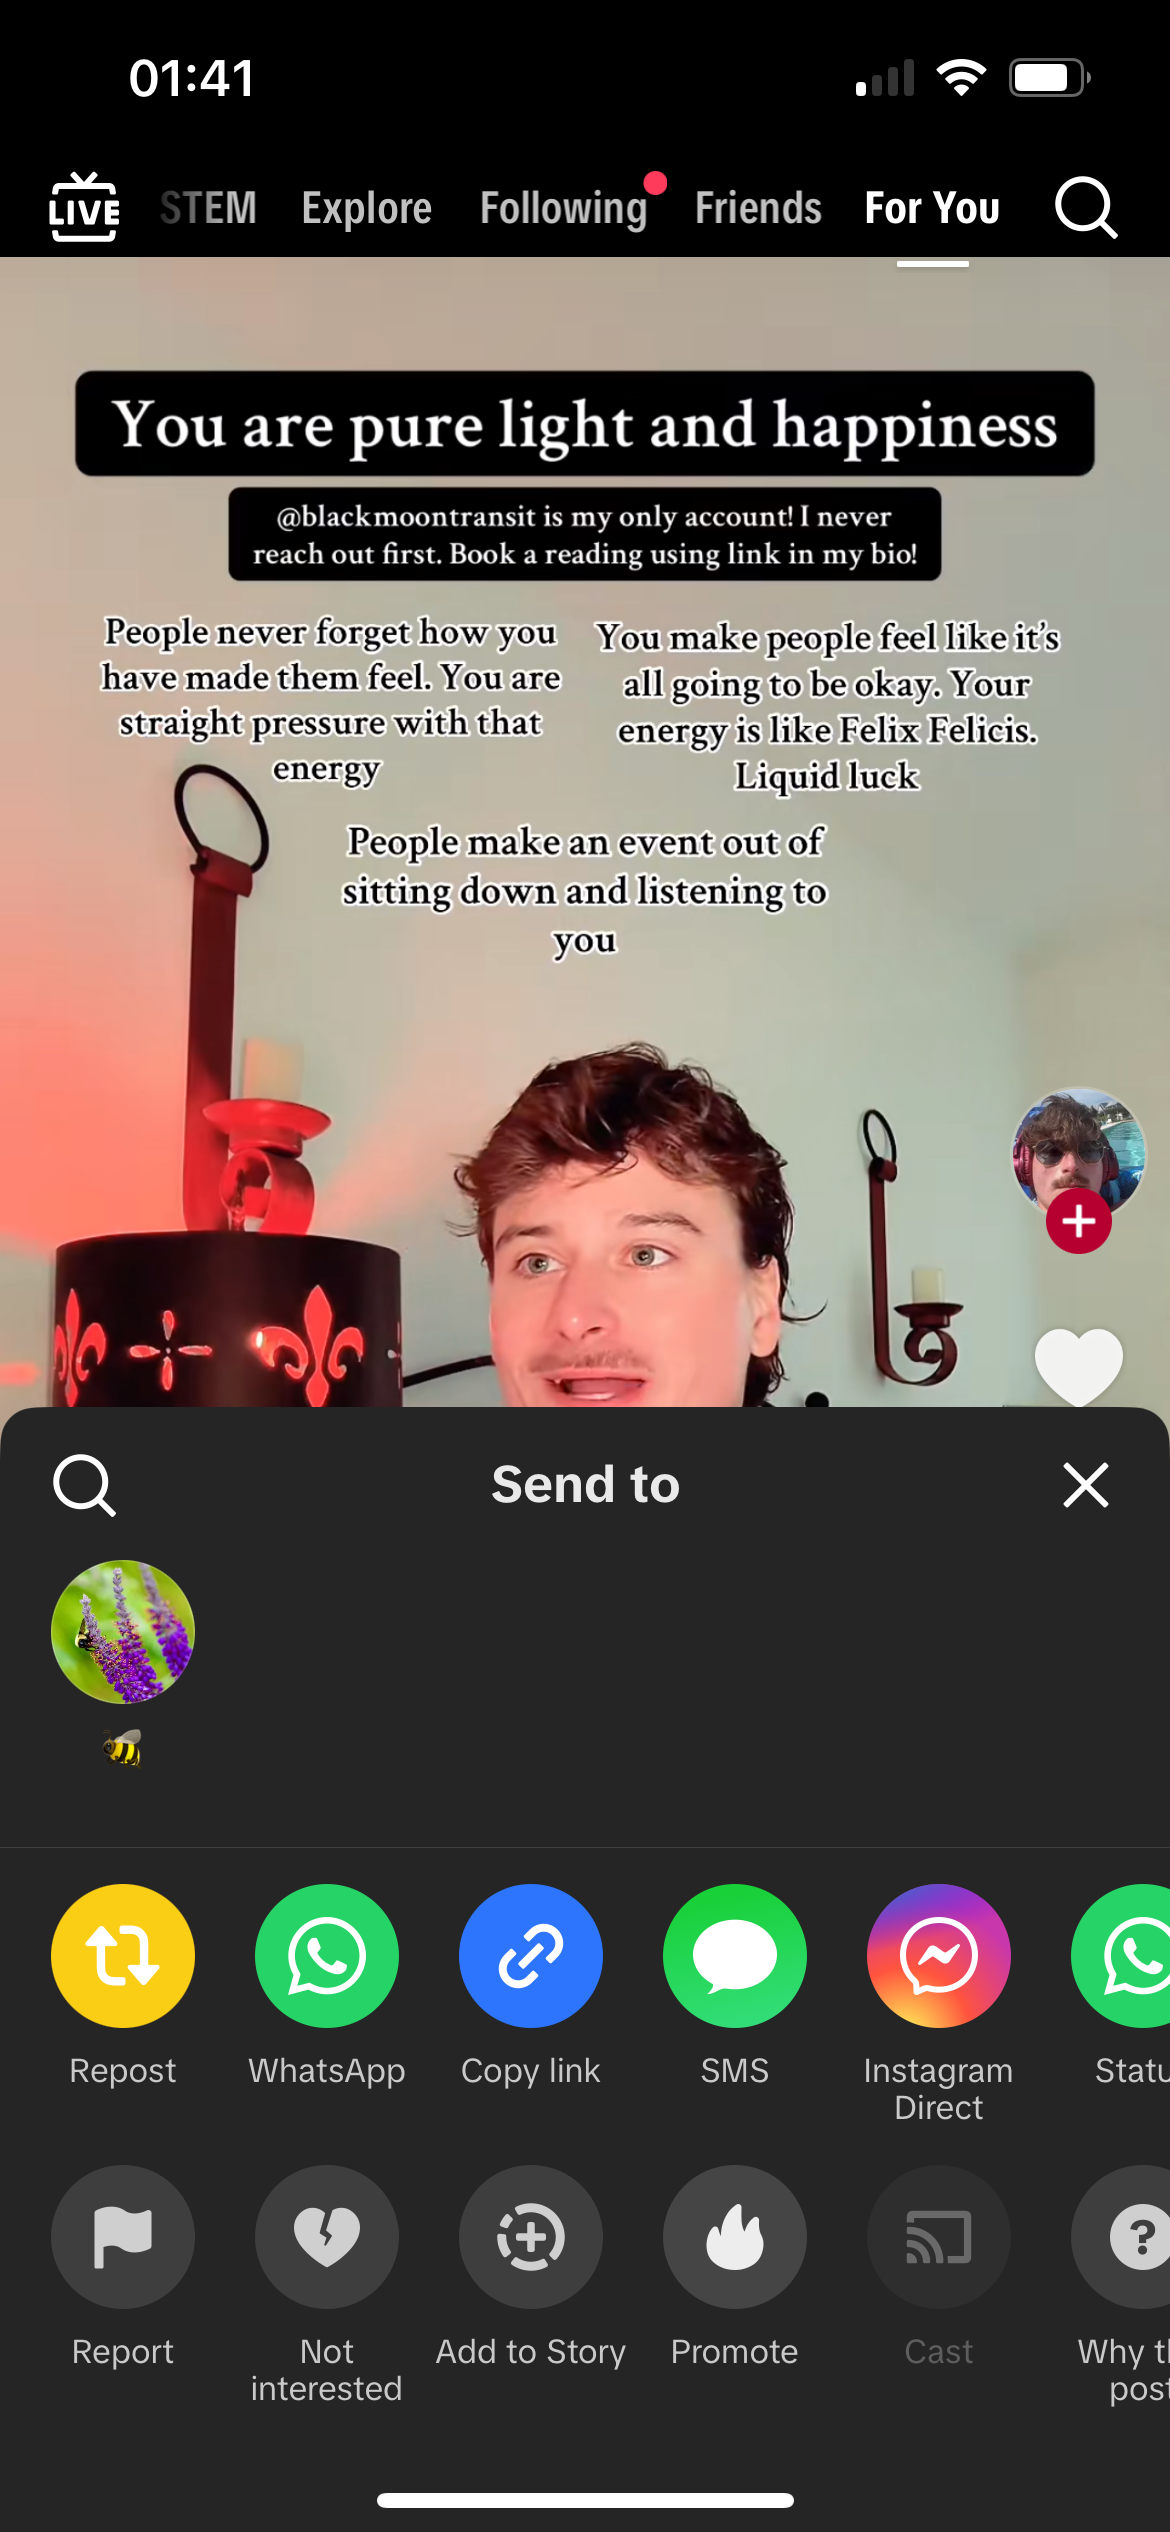 01:41
LIVE
STEM Explore Following Friends For You
You are pure light and happiness
@blackmoontransit is my only account! I never
reach out first. Book a reading using link in my bio!
People never forget how you
have made them feel. You are
straight pressure with that
energy
You make people feel like it’s
all going to be okay. Your
energy is like Felix Felicis.
Liquid luck
People make an event out of
sitting down and listening to
you
Send to
Repost WhatsApp Copy link SMS Instagram
Direct
Statu
Report Not
interested
Add to Story Promote Cast Why th
post